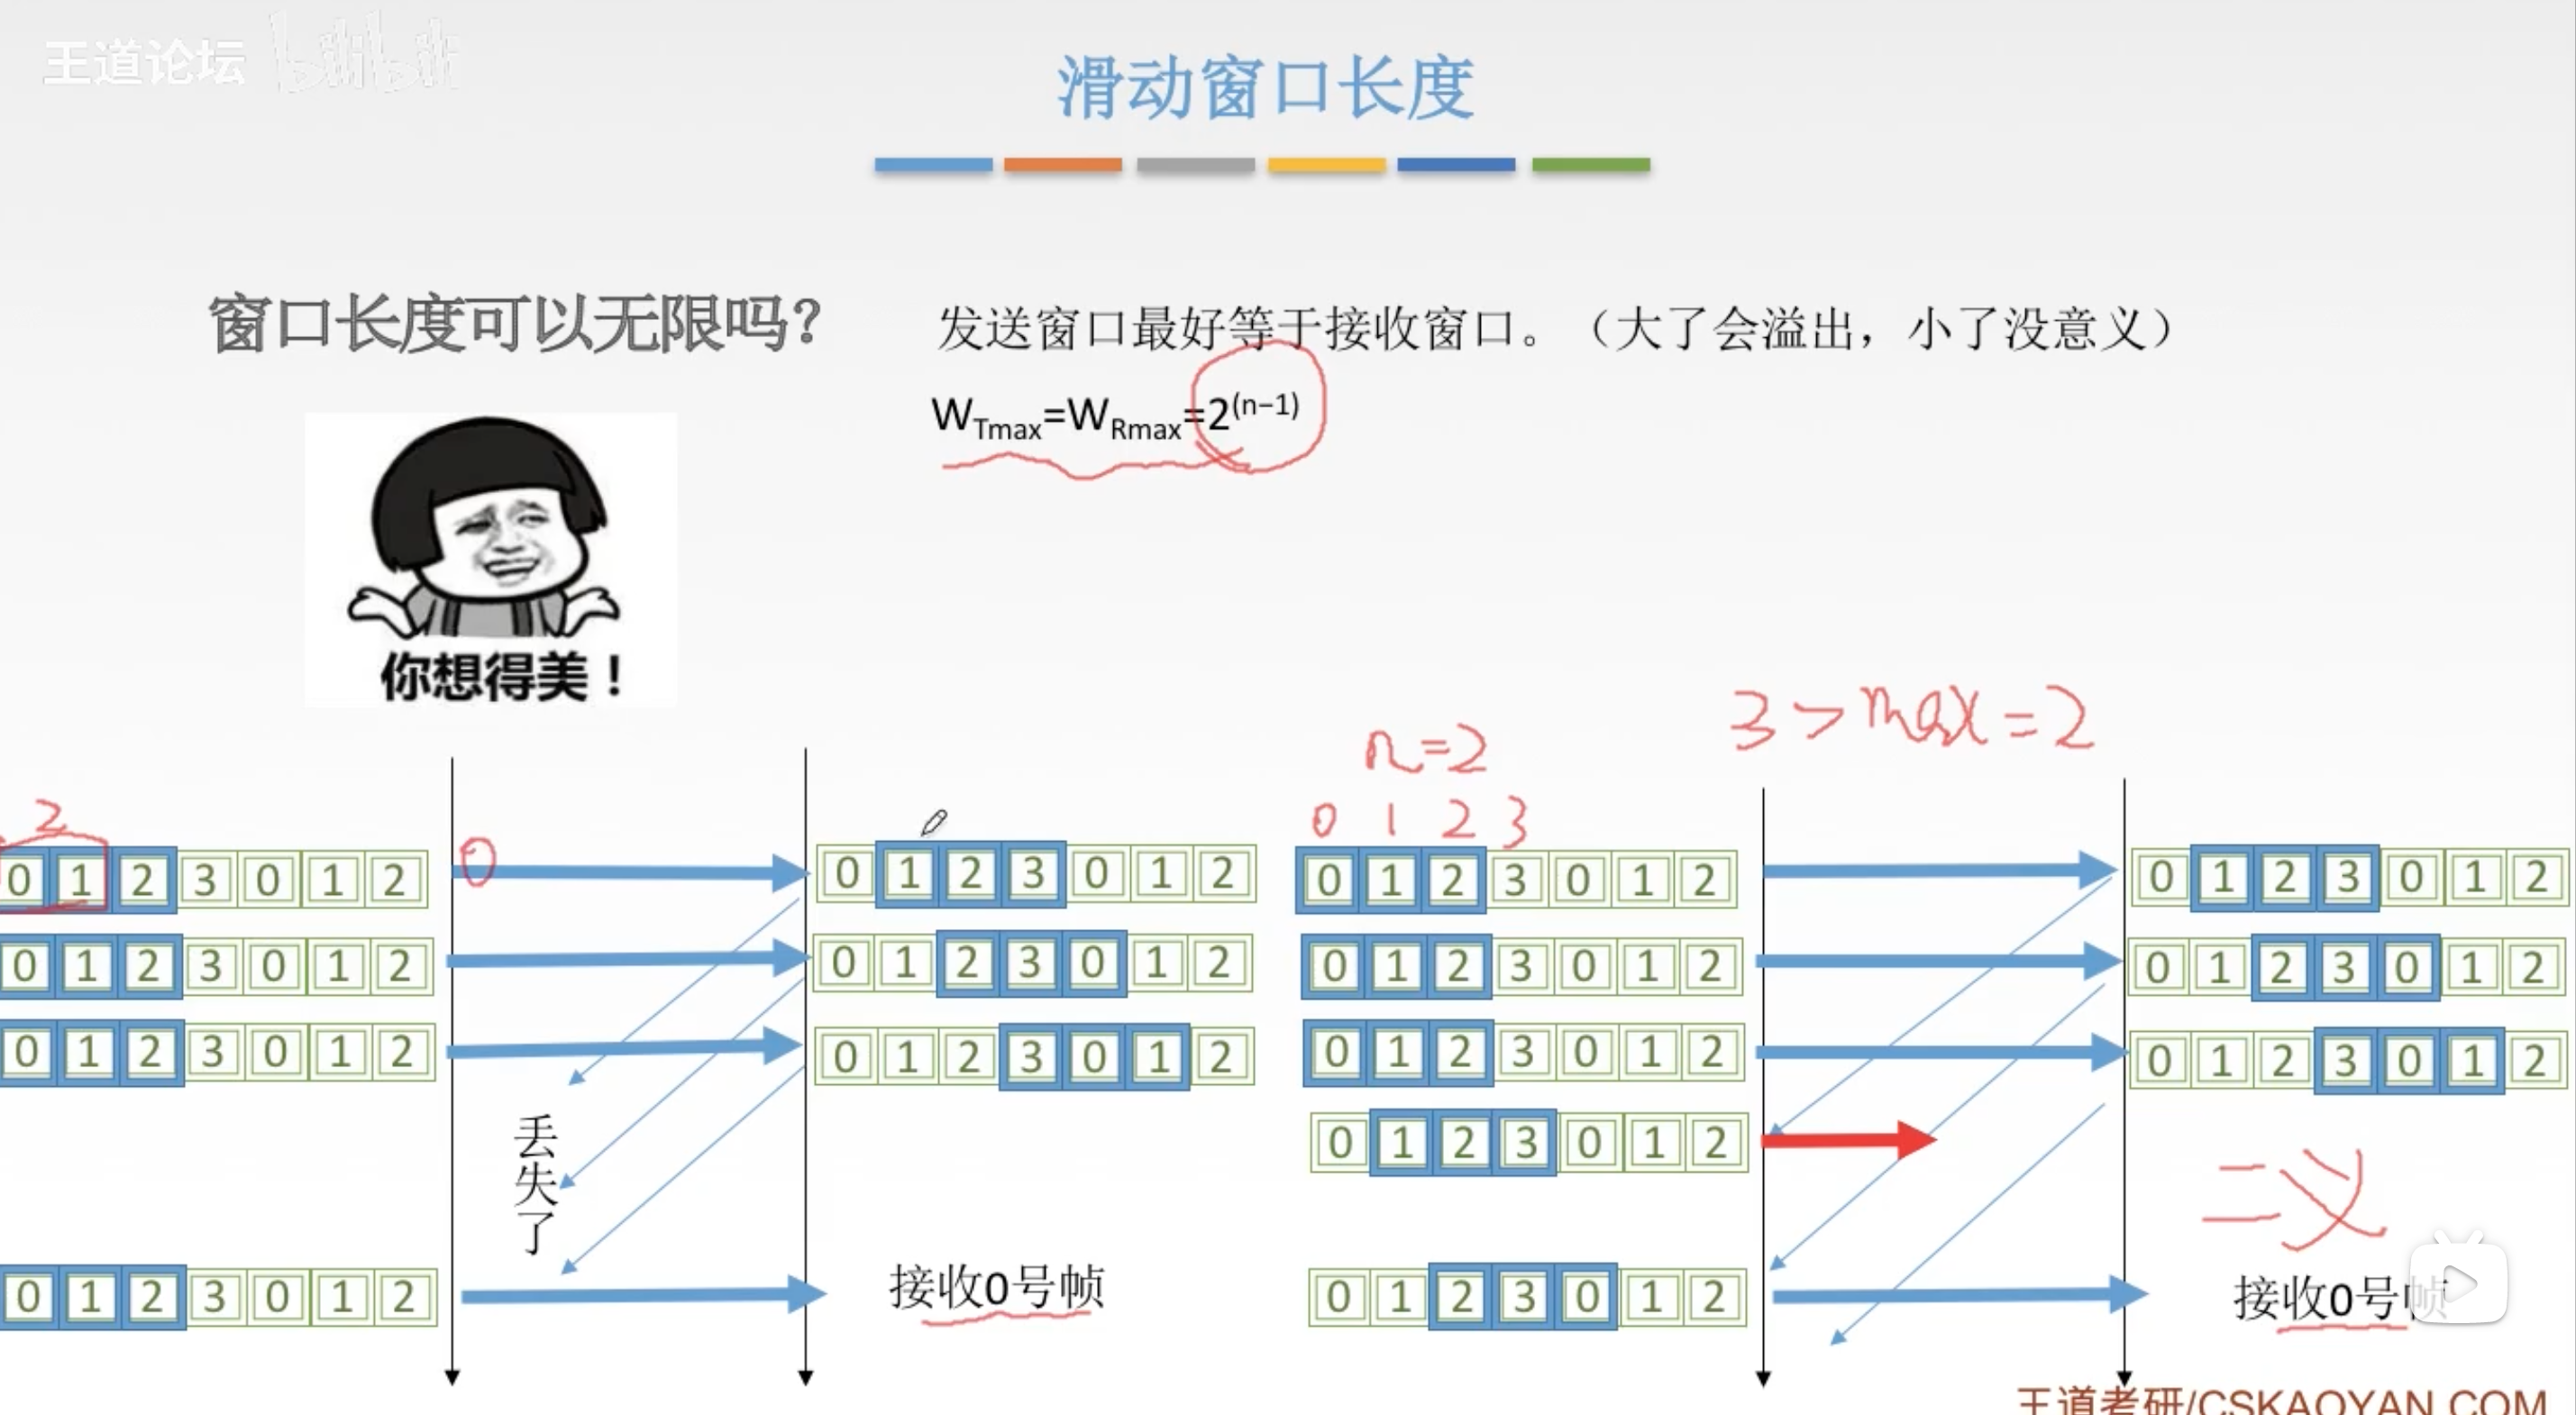 王道论坛 bilibili
滑动窗口长度
窗口长度可以无限吗?
发送窗口最好等于接收窗口。（大了会溢出，小了没意义）
W_Tmax=W_Rmax=2^(n−1)
你想得美！
n=2
3>max=2
2
0 1 2 3
0 1 2 3 0 1 2
0
0 1 2 3 0 1 2
0 1 2 3 0 1 2
0 1 2 3 0 1 2
0 1 2 3 0 1 2
0 1 2 3 0 1 2
0 1 2 3 0 1 2
0 1 2 3 0 1 2
丢失了
0 1 2 3 0 1 2
接收0号帧
0 1 2 3 0 1 2
0 1 2 3 0 1 2
0 1 2 3 0 1 2
0 1 2 3 0 1 2
0 1 2 3 0 1 2
0 1 2 3 0 1 2
0 1 2 3 0 1 2
二义
0 1 2 3 0 1 2
接收0号帧
王道考研/CSKAOYAN.COM